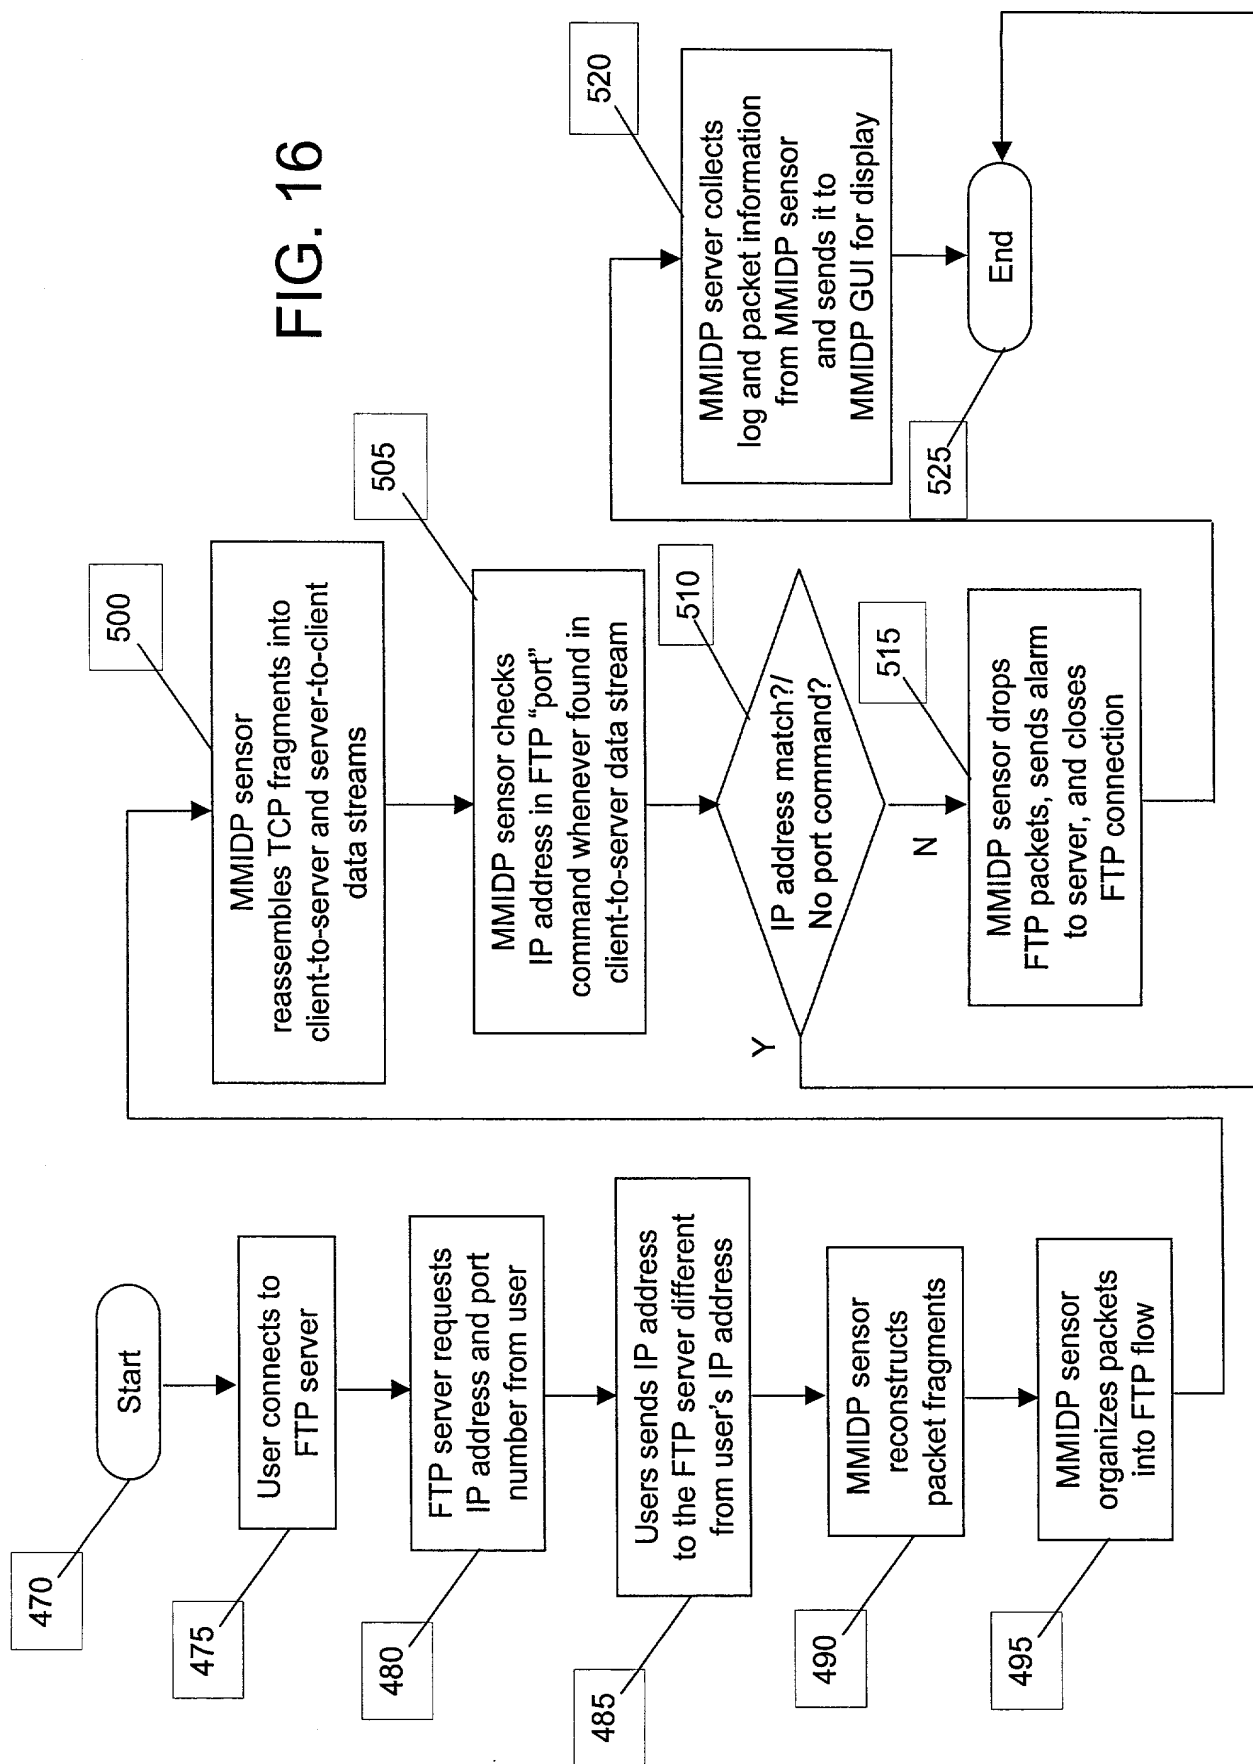 FIG. 16
470
Start
475
User connects to
FTP server
480
FTP server requests
IP address and port
number from user
485
Users sends IP address
to the FTP server different
from user's IP address
490
MMIDP sensor
reconstructs
packet fragments
495
MMIDP sensor
organizes packets
into FTP flow
500
MMIDP sensor
reassembles TCP fragments into
client-to-server and server-to-client
data streams
505
MMIDP sensor checks
IP address in FTP “port”
command whenever found in
client-to-server data stream
510
IP address match?/
No port command?
Y
N
515
MMIDP sensor drops
FTP packets, sends alarm
to server, and closes
FTP connection
520
MMIDP server collects
log and packet information
from MMIDP sensor
and sends it to
MMIDP GUI for display
525
End